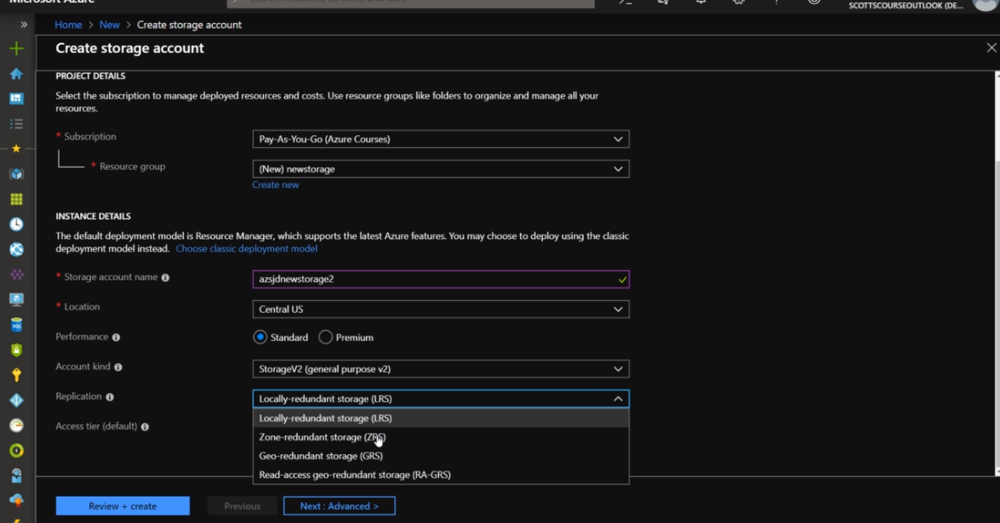 Microsoft Azure
SCOTTSCOURSEOUTLOOK (DE...
Home > New > Create storage account
Create storage account
PROJECT DETAILS
Select the subscription to manage deployed resources and costs. Use resource groups like folders to organize and manage all your
resources.
* Subscription
Pay-As-You-Go (Azure Courses)
* Resource group
(New) newstorage
Create new
INSTANCE DETAILS
The default deployment model is Resource Manager, which supports the latest Azure features. You may choose to deploy using the classic
deployment model instead. Choose classic deployment model
* Storage account name
azsjdnewstorage2
* Location
Central US
Performance
Standard
Premium
Account kind
StorageV2 (general purpose v2)
Replication
Locally-redundant storage (LRS)
Locally-redundant storage (LRS)
Access tier (default)
Zone-redundant storage (ZRS)
Geo-redundant storage (GRS)
Read-access geo-redundant storage (RA-GRS)
Review + create
Previous
Next : Advanced >